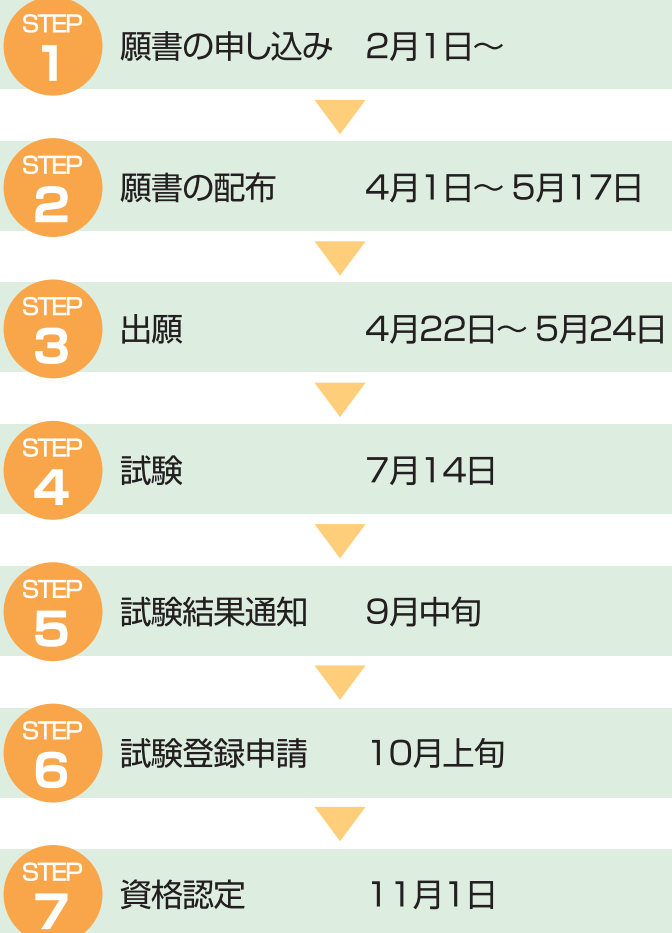 STEP
1
願書の申し込み 2月1日～
STEP
2
願書の配布 4月1日～5月17日
STEP
3
出願 4月22日～5月24日
STEP
4
試験 7月14日
STEP
5
試験結果通知 9月中旬
STEP
6
試験登録申請 10月上旬
STEP
7
資格認定 11月1日